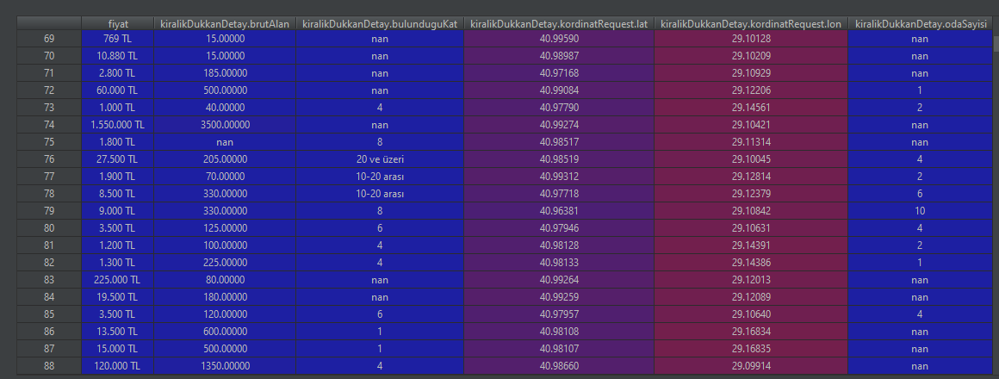 fiyat kiralikDukkanDetay.brutAlan kiralikDukkanDetay.bulunduguKat kiralikDukkanDetay.kordinatRequest.lat kiralikDukkanDetay.kordinatRequest.lon kiralikDukkanDetay.odaSayisi
69 769 TL 15.00000 nan 40.99590 29.10128 nan
70 10.880 TL 15.00000 nan 40.98987 29.10209 nan
71 2.800 TL 185.00000 nan 40.97168 29.10929 nan
72 60.000 TL 500.00000 nan 40.99084 29.12206 1
73 1.000 TL 40.00000 4 40.97790 29.14561 2
74 1.550.000 TL 3500.00000 nan 40.99274 29.10421 nan
75 1.800 TL nan 8 40.98517 29.11314 nan
76 27.500 TL 205.00000 20 ve üzeri 40.98519 29.10045 4
77 1.900 TL 70.00000 10-20 arası 40.99312 29.12814 2
78 8.500 TL 330.00000 10-20 arası 40.97718 29.12379 6
79 9.000 TL 330.00000 8 40.96381 29.10842 10
80 3.500 TL 125.00000 6 40.97946 29.10631 4
81 1.200 TL 100.00000 4 40.98128 29.14391 2
82 1.300 TL 225.00000 4 40.98133 29.14386 1
83 225.000 TL 80.00000 nan 40.99264 29.12013 nan
84 19.500 TL 180.00000 nan 40.99259 29.12089 nan
85 3.500 TL 120.00000 6 40.97957 29.10640 4
86 13.500 TL 600.00000 1 40.98108 29.16834 nan
87 15.000 TL 500.00000 1 40.98107 29.16835 nan
88 120.000 TL 1350.00000 4 40.98660 29.09914 nan